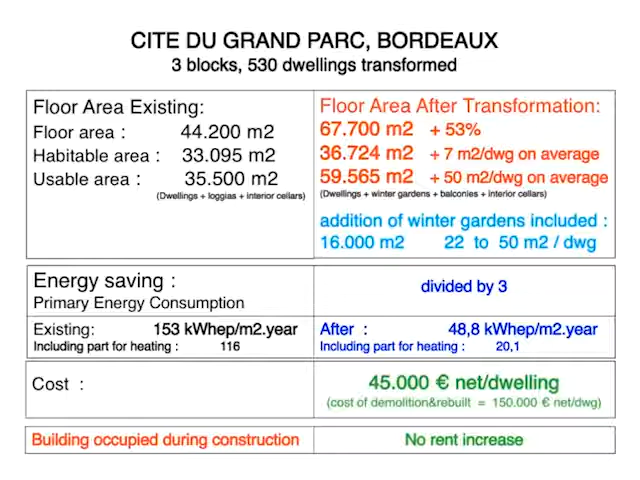 CITE DU GRAND PARC, BORDEAUX
3 blocks, 530 dwellings transformed
Floor Area Existing:
Floor area : 44.200 m2
Habitable area : 33.095 m2
Usable area : 35.500 m2
(Dwellings + loggias + interior cellars)
Floor Area After Transformation:
67.700 m2 + 53%
36.724 m2 + 7 m2/dwg on average
59.565 m2 + 50 m2/dwg on average
(Dwellings + winter gardens + balconies + interior cellars)
addition of winter gardens included :
16.000 m2 22 to 50 m2 / dwg
Energy saving :
Primary Energy Consumption
divided by 3
Existing: 153 kWhep/m2.year
Including part for heating : 116
After : 48,8 kWhep/m2.year
Including part for heating : 20,1
Cost :
45.000 € net/dwelling
(cost of demolition&rebuilt = 150.000 € net/dwg)
Building occupied during construction
No rent increase